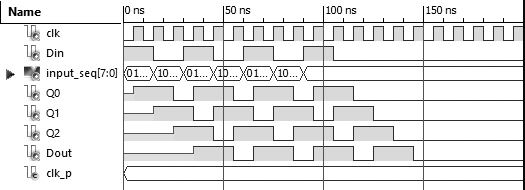 Name
0 ns 50 ns 100 ns 150 ns
clk
Din
input_seq[7:0] 01... 10... 01... 10... 01... 10...
Q0
Q1
Q2
Dout
clk_p